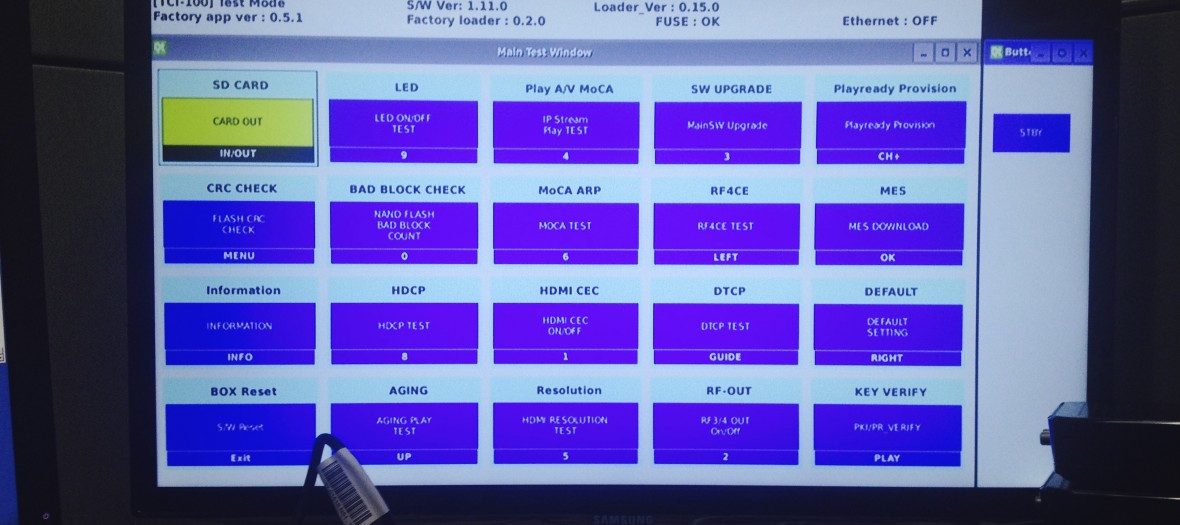 [TCI-100] Test Mode
S/W Ver: 1.11.0
Loader_Ver : 0.15.0
Factory app ver : 0.5.1
Factory loader : 0.2.0
FUSE : OK
Ethernet : OFF
Main Test Window
Butt
SD CARD
CARD OUT
IN/OUT
LED
LED ON/OFF
TEST
9
Play A/V MoCA
IP Stream
Play TEST
4
SW UPGRADE
MainSW Upgrade
3
Playready Provision
Playready Provision
CH+
STBY
CRC CHECK
FLASH CRC
CHECK
MENU
BAD BLOCK CHECK
NAND FLASH
BAD BLOCK
COUNT
0
MoCA ARP
MOCA TEST
6
RF4CE
RF4CE TEST
LEFT
MES
MES DOWNLOAD
OK
Information
INFORMATION
INFO
HDCP
HDCP TEST
8
HDMI CEC
HDMI CEC
ON/OFF
1
DTCP
DTCP TEST
GUIDE
DEFAULT
DEFAULT
SETTING
RIGHT
BOX Reset
S/W Reset
Exit
AGING
AGING PLAY
TEST
UP
Resolution
HDMI RESOLUTION
TEST
5
RF-OUT
RF 3/4 OUT
On/Off
2
KEY VERIFY
PKI/PR_VERIFY
PLAY
SAMSUNG